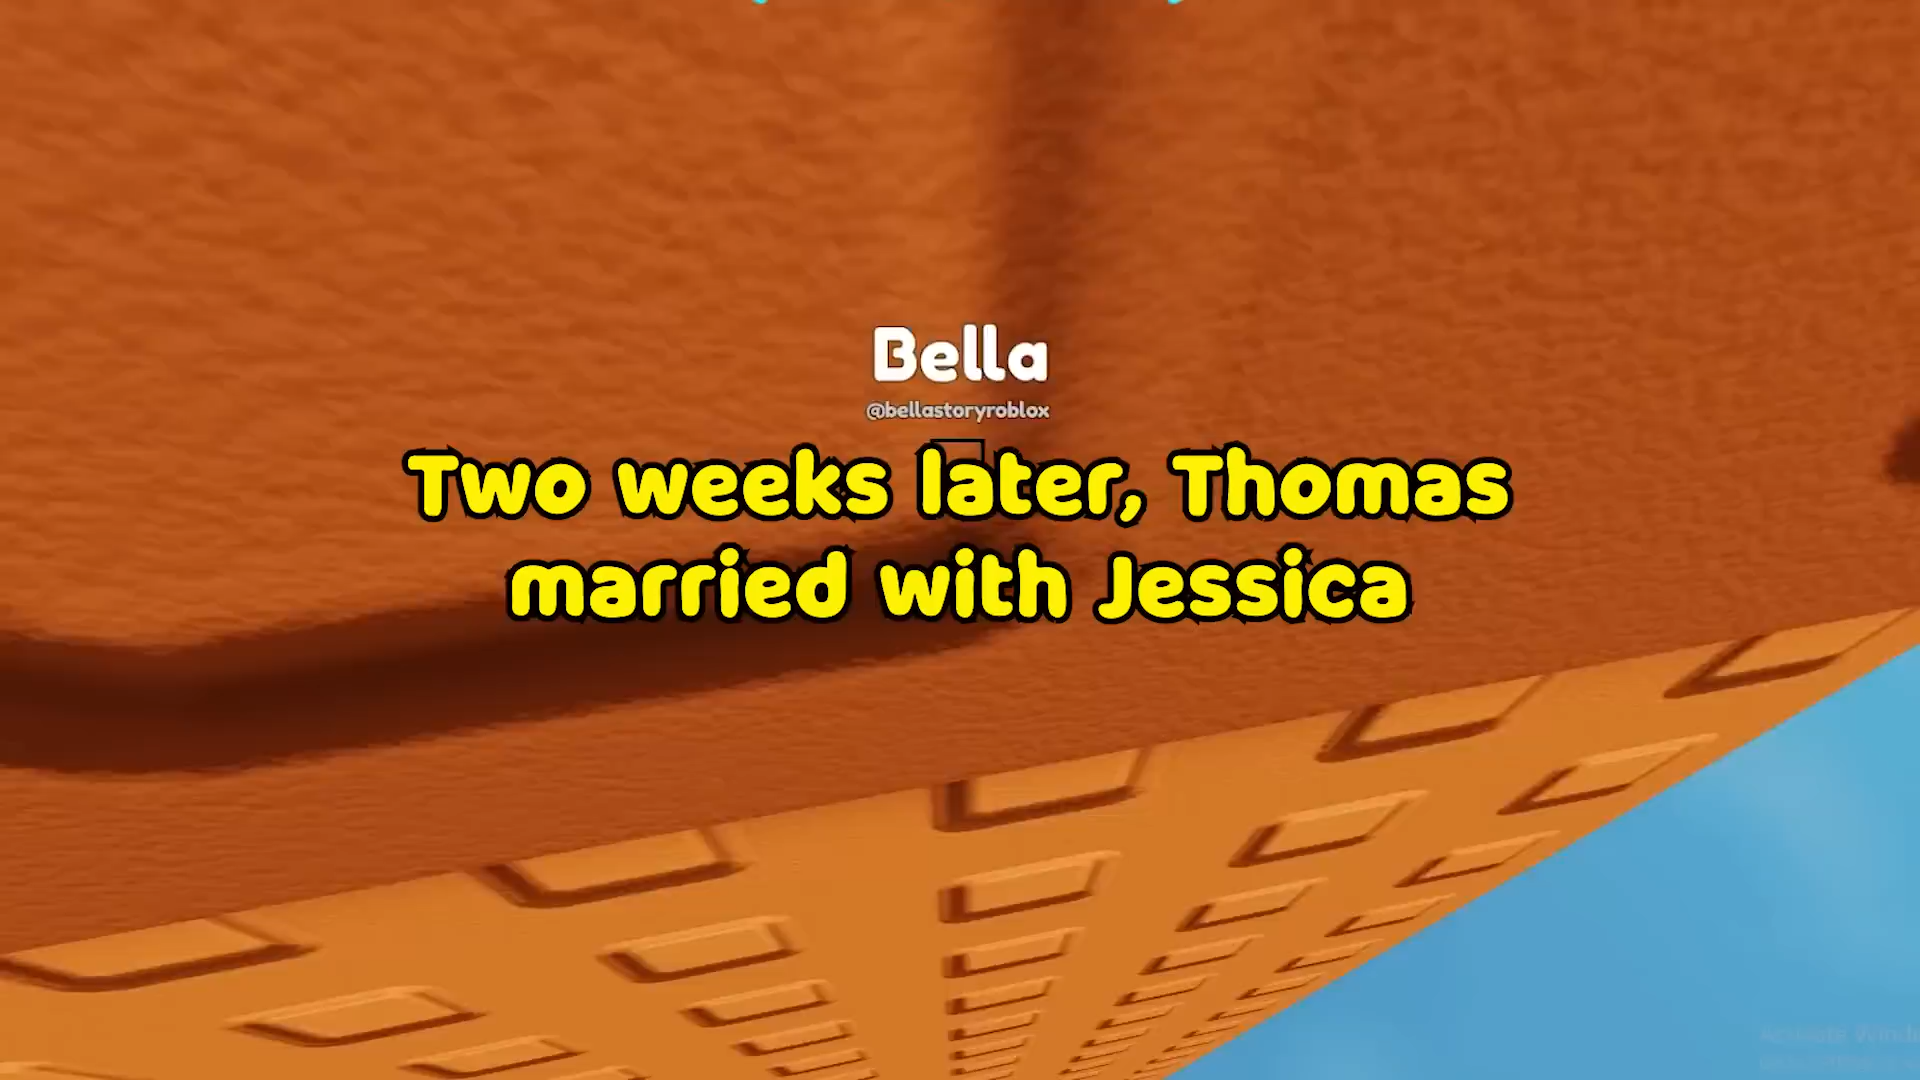 Bella
@bellastoryroblox
Two weeks later, Thomas
married with Jessica